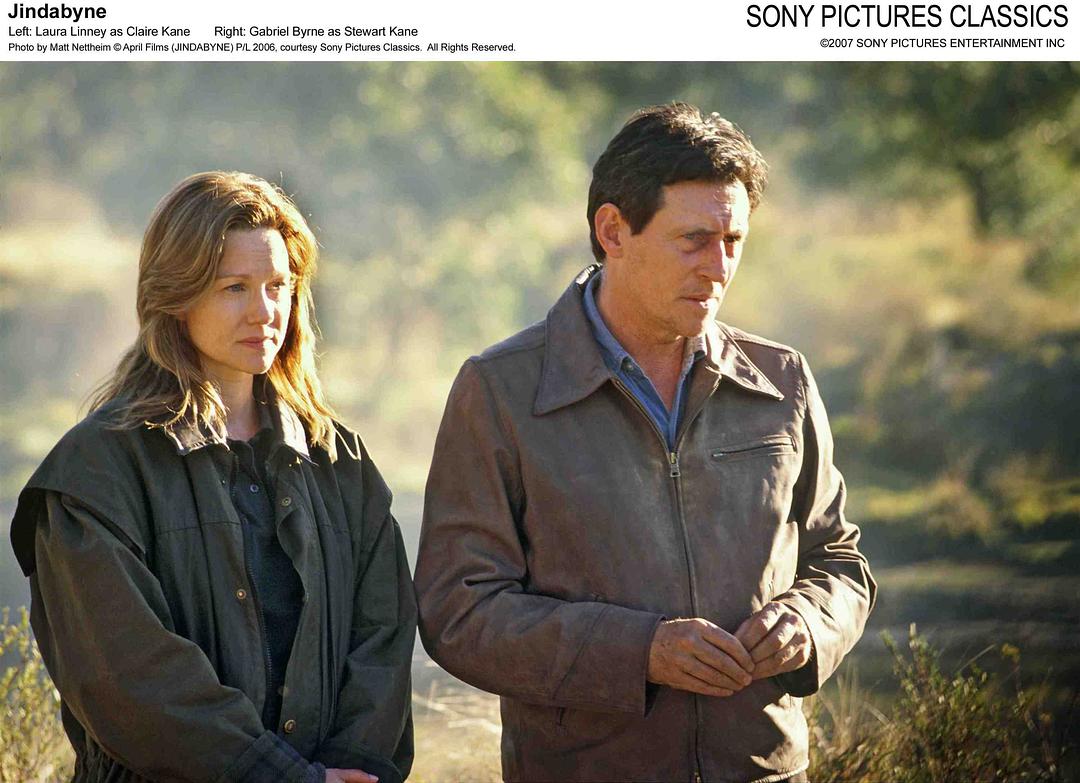 Jindabyne
SONY PICTURES CLASSICS
Left: Laura Linney as Claire Kane Right: Gabriel Byrne as Stewart Kane
©2007 SONY PICTURES ENTERTAINMENT INC
Photo by Matt Nettheim © April Films (JINDABYNE) P/L 2006, courtesy Sony Pictures Classics. All Rights Reserved.